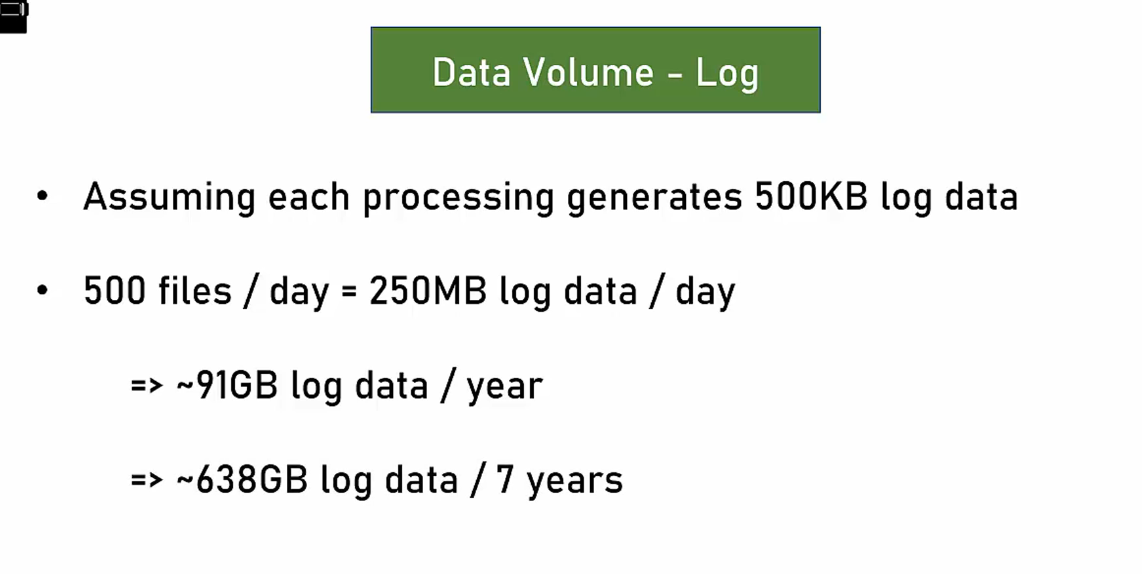 Data Volume - Log
• Assuming each processing generates 500KB log data
• 500 files / day = 250MB log data / day
=> ~91GB log data / year
=> ~638GB log data / 7 years